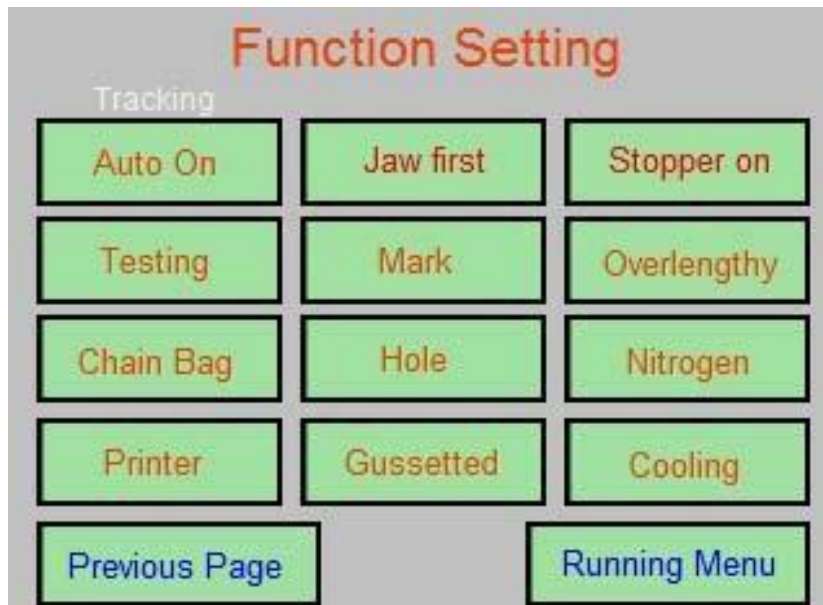 Function Setting
Tracking
Auto On
Jaw first
Stopper on
Testing
Mark
Overlengthy
Chain Bag
Hole
Nitrogen
Printer
Gussetted
Cooling
Previous Page
Running Menu